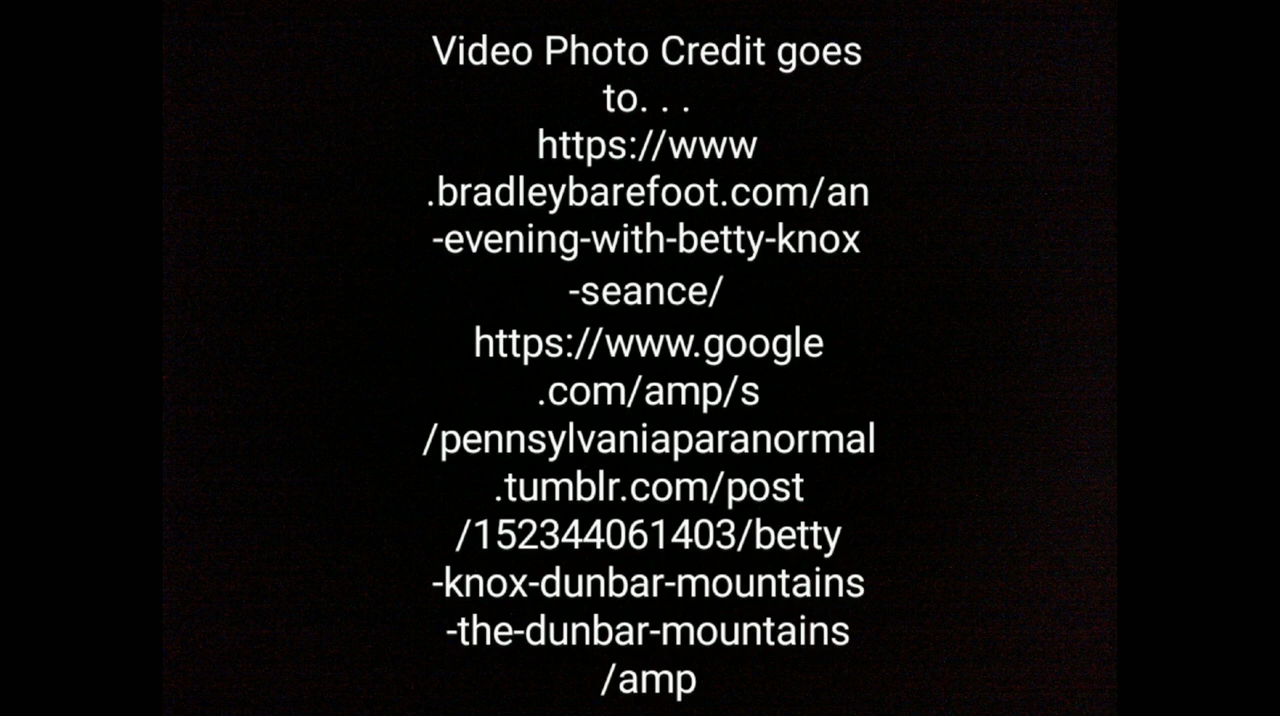 Video Photo Credit goes
to. . .
https://www
.bradleybarefoot.com/an
-evening-with-betty-knox
-seance/
https://www.google
.com/amp/s
/pennsylvaniaparanormal
.tumblr.com/post
/152344061403/betty
-knox-dunbar-mountains
-the-dunbar-mountains
/amp